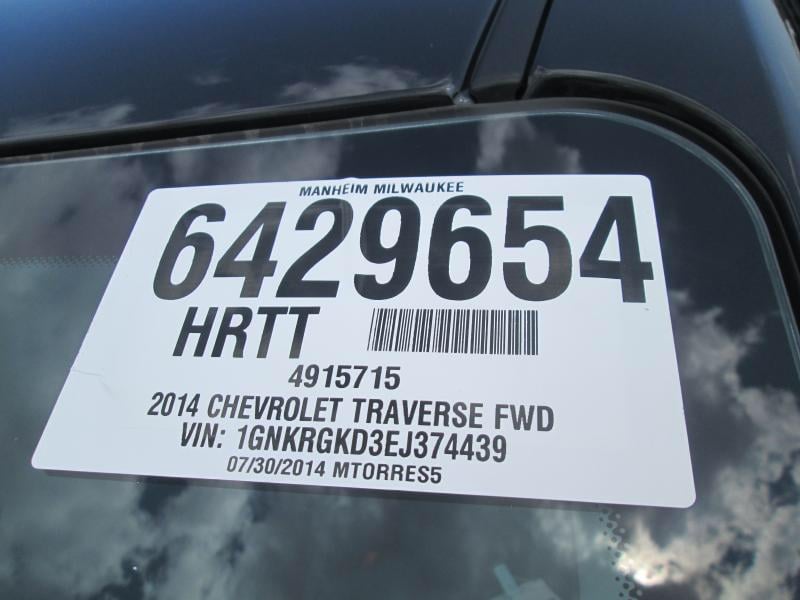 MANHEIM MILWAUKEE
6429654
HRTT
4915715
2014 CHEVROLET TRAVERSE FWD
VIN: 1GNKRGKD3EJ374439
07/30/2014 MTORRES5